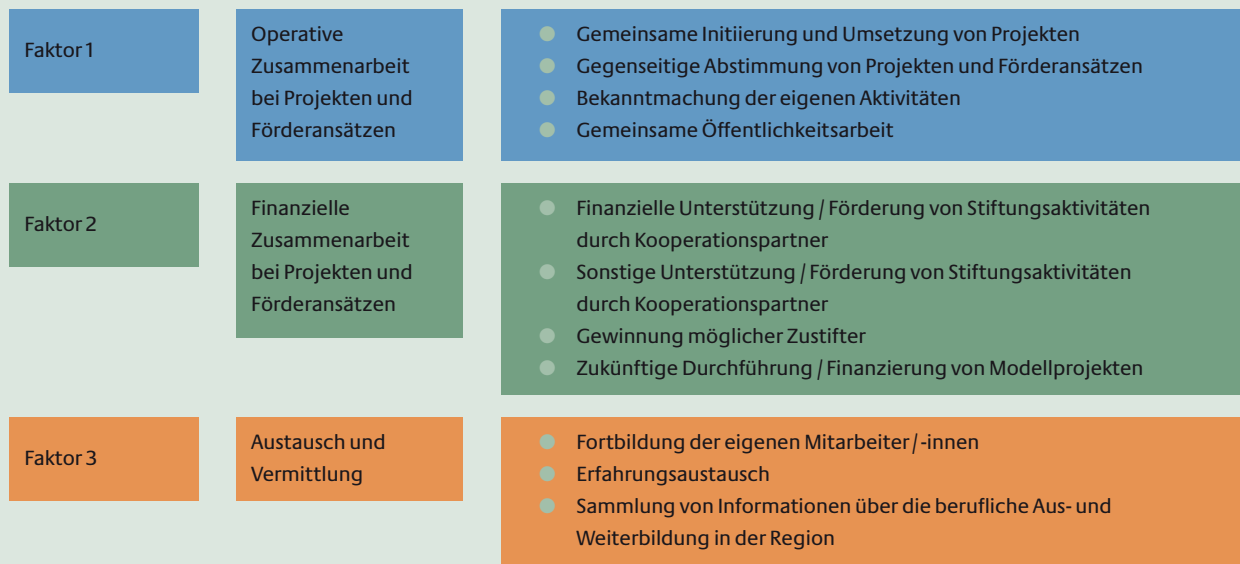 Faktor 1
Operative
Zusammenarbeit
bei Projekten und
Förderansätzen
Gemeinsame Initiierung und Umsetzung von Projekten
Gegenseitige Abstimmung von Projekten und Förderansätzen
Bekanntmachung der eigenen Aktivitäten
Gemeinsame Öffentlichkeitsarbeit
Faktor 2
Finanzielle
Zusammenarbeit
bei Projekten und
Förderansätzen
Finanzielle Unterstützung / Förderung von Stiftungsaktivitäten
durch Kooperationspartner
Sonstige Unterstützung / Förderung von Stiftungsaktivitäten
durch Kooperationspartner
Gewinnung möglicher Zustifter
Zukünftige Durchführung / Finanzierung von Modellprojekten
Faktor 3
Austausch und
Vermittlung
Fortbildung der eigenen Mitarbeiter / -innen
Erfahrungsaustausch
Sammlung von Informationen über die berufliche Aus- und
Weiterbildung in der Region